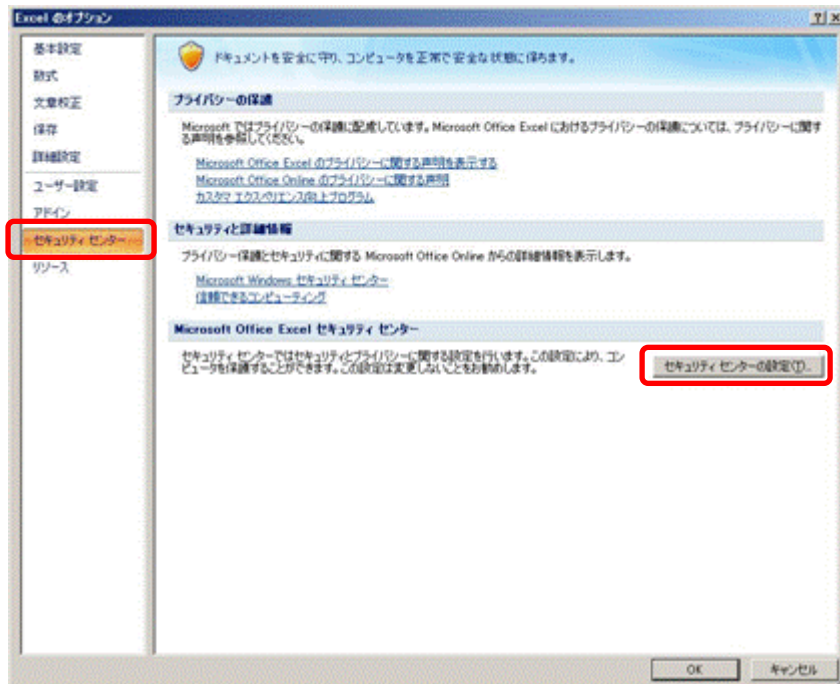 Excel のオプション
基本設定
数式
文章校正
保存
詳細設定
ユーザー設定
アドイン
セキュリティ センター
リソース
ドキュメントを安全に守り、コンピュータを正常で安全な状態に保ちます。
プライバシーの保護
Microsoft ではプライバシーの保護に配慮しています。Microsoft Office Excel におけるプライバシーの保護については、プライバシーに関す
る声明を参照してください。
Microsoft Office Excel のプライバシーに関する声明を表示する
Microsoft Office Online のプライバシーに関する声明
カスタマ エクスペリエンス向上プログラム
セキュリティと詳細情報
プライバシー保護とセキュリティに関する Microsoft Office Online からの詳細情報を表示します。
Microsoft Windows セキュリティ センター
信頼できるコンピューティング
Microsoft Office Excel セキュリティ センター
セキュリティ センターではセキュリティとプライバシーに関する設定を行います。この設定により、コン
ピュータを保護することができます。この設定は変更しないことをお勧めします。
セキュリティ センターの設定(T)...
OK
キャンセル